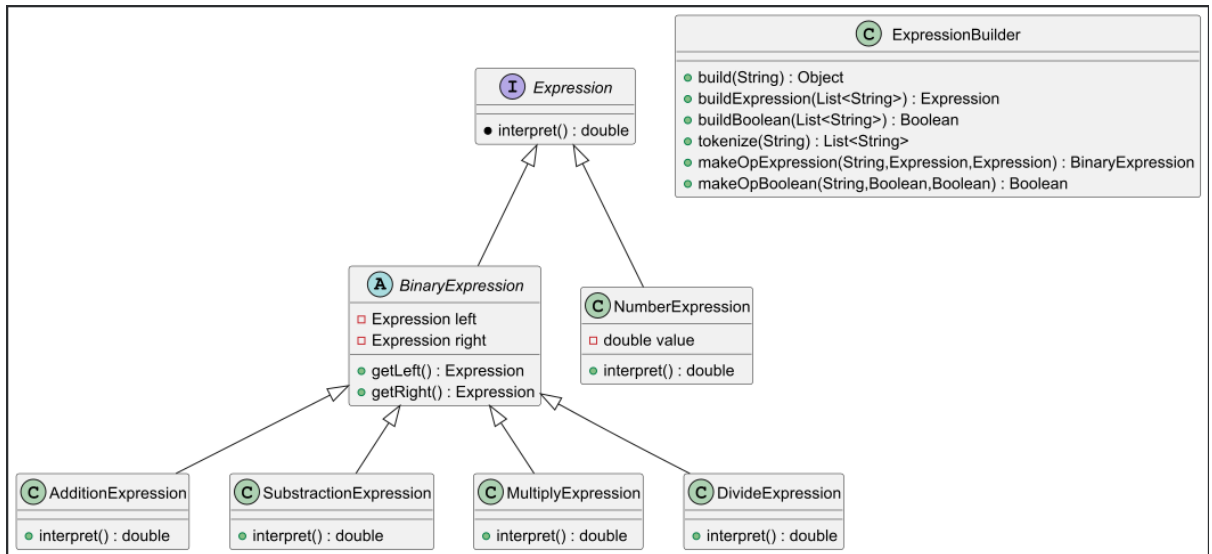 C ExpressionBuilder
build(String) : Object
buildExpression(List<String>) : Expression
buildBoolean(List<String>) : Boolean
tokenize(String) : List<String>
makeOpExpression(String,Expression,Expression) : BinaryExpression
makeOpBoolean(String,Boolean,Boolean) : Boolean
I Expression
interpret() : double
A BinaryExpression
Expression left
Expression right
getLeft() : Expression
getRight() : Expression
C NumberExpression
double value
interpret() : double
C AdditionExpression
interpret() : double
C SubstractionExpression
interpret() : double
C MultiplyExpression
interpret() : double
C DivideExpression
interpret() : double